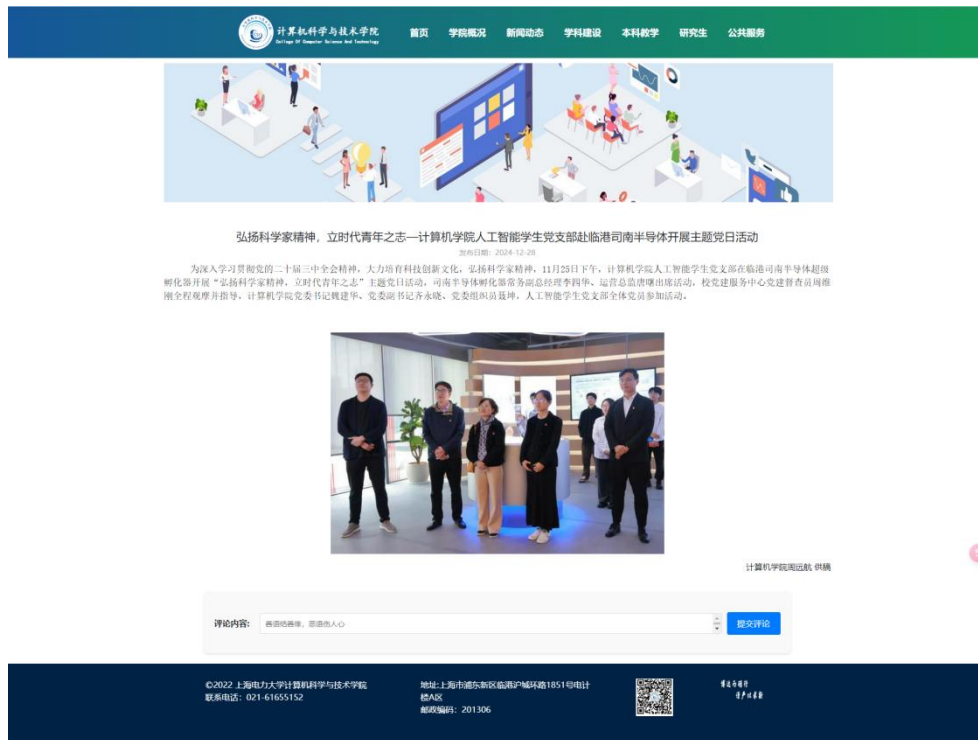 计算机科学与技术学院
College Of Computer Science And Technology
首页 学院概况 新闻动态 学科建设 本科教学 研究生 公共服务
弘扬科学家精神，立时代青年之志—计算机学院人工智能学生党支部赴临港司南半导体开展主题党日活动
发布日期：2024-12-28
为深入学习贯彻党的二十届三中全会精神，大力培育科技创新文化，弘扬科学家精神，11月25日下午，计算机学院人工智能学生党支部在临港司南半导体超级
孵化器开展“弘扬科学家精神，立时代青年之志”主题党日活动，司南半导体孵化器常务副总经理李四华、运营总监唐曙出席活动，校党建服务中心党建督查员周维
刚全程观摩并指导，计算机学院党委书记魏建华、党委副书记齐永晓、党委组织员聂坤，人工智能学生党支部全体党员参加活动。
计算机学院周远航 供稿
评论内容： 善语结善缘，恶语伤人心
提交评论
©2022 上海电力大学计算机科学与技术学院
联系电话：021-61655152
地址:上海市浦东新区临港沪城环路1851号电计
楼A区
邮政编码：201306